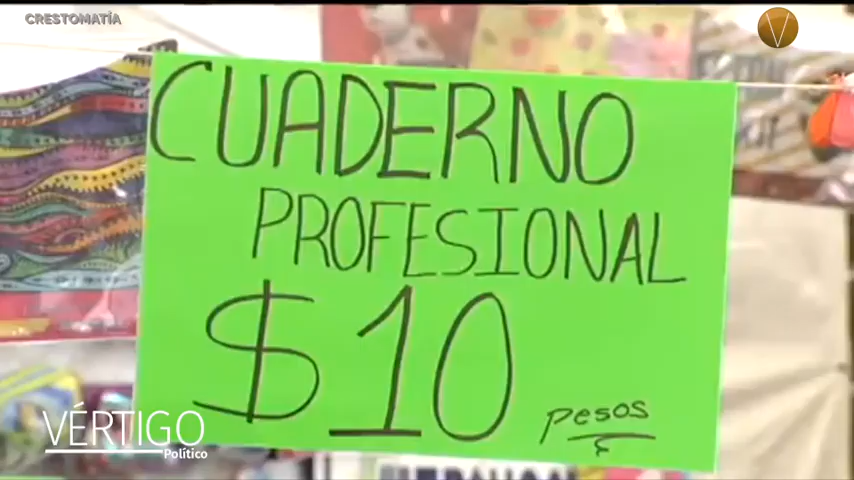 CRESTOMATÍA
CUADERNO
PROFESIONAL
$10
pesos
VÉRTIGO
Político